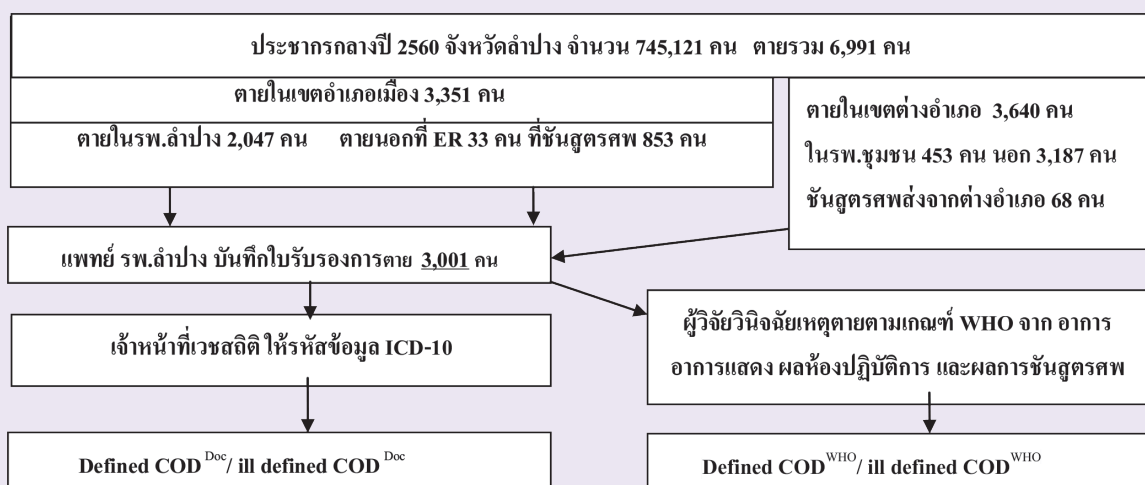 ประชากรกลางปี 2560 จังหวัดลำปาง จำนวน 745,121 คน ตายรวม 6,991 คน
ตายในเขตอำเภอเมือง 3,351 คน
ตายในรพ.ลำปาง 2,047 คน ตายนอกที่ ER 33 คน ที่ชันสูตรศพ 853 คน
ตายในเขตต่างอำเภอ 3,640 คน
ในรพ.ชุมชน 453 คน นอก 3,187 คน
ชันสูตรศพส่งจากต่างอำเภอ 68 คน
แพทย์ รพ.ลำปาง บันทึกใบรับรองการตาย 3,001 คน
เจ้าหน้าที่เวชสถิติ ให้รหัสข้อมูล ICD-10
ผู้วิจัยวินิจฉัยเหตุตายตามเกณฑ์ WHO จาก อาการ
อาการแสดง ผลห้องปฏิบัติการ และผลการชันสูตรศพ
Defined COD Doc/ ill defined COD Doc
Defined COD WHO/ ill defined COD WHO